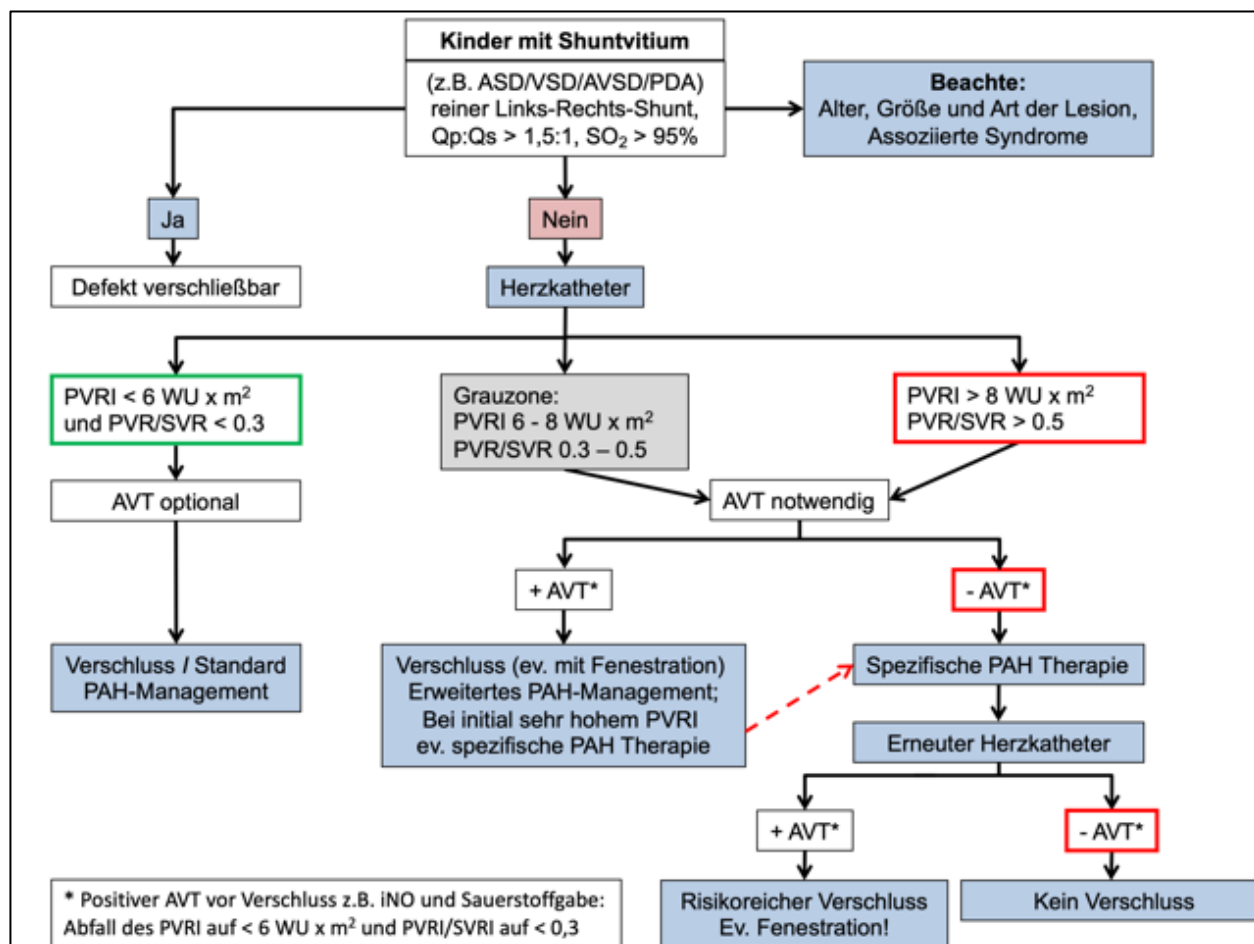 Kinder mit Shuntvitium
(z.B. ASD/VSD/AVSD/PDA)
reiner Links-Rechts-Shunt,
Qp:Qs > 1,5:1, SO₂ > 95%
Beachte:
Alter, Größe und Art der Lesion,
Assoziierte Syndrome
Ja
Nein
Defekt verschließbar
Herzkatheter
PVRI < 6 WU x m²
und PVR/SVR < 0.3
Grauzone:
PVRI 6 - 8 WU x m²
PVR/SVR 0.3 – 0.5
PVRI > 8 WU x m²
PVR/SVR > 0.5
AVT optional
AVT notwendig
+ AVT*
- AVT*
Verschluss / Standard
PAH-Management
Verschluss (ev. mit Fenestration)
Erweitertes PAH-Management;
Bei initial sehr hohem PVRI
ev. spezifische PAH Therapie
Spezifische PAH Therapie
Erneuter Herzkatheter
+ AVT*
- AVT*
Risikoreicher Verschluss
Ev. Fenestration!
Kein Verschluss
* Positiver AVT vor Verschluss z.B. iNO und Sauerstoffgabe:
Abfall des PVRI auf < 6 WU x m² und PVRI/SVRI auf < 0,3